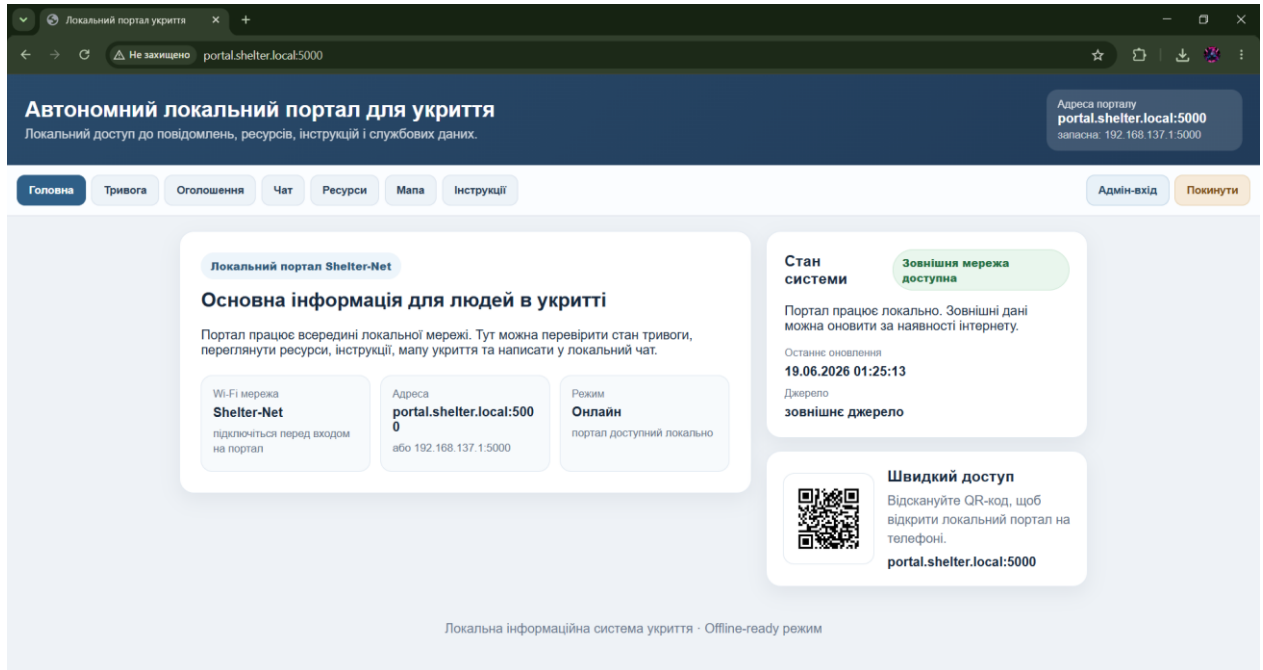 Локальний портал укриття
Не захищено
portal.shelter.local:5000
Автономний локальний портал для укриття
Локальний доступ до повідомлень, ресурсів, інструкцій і службових даних.
Адреса порталу
portal.shelter.local:5000
запасна: 192.168.137.1:5000
Головна
Тривога
Оголошення
Чат
Ресурси
Мапа
Інструкції
Адмін-вхід
Покинути
Локальний портал Shelter-Net
Основна інформація для людей в укритті
Портал працює всередині локальної мережі. Тут можна перевірити стан тривоги,
переглянути ресурси, інструкції, мапу укриття та написати у локальний чат.
Wi-Fi мережа
Shelter-Net
підключіться перед входом
на портал
Адреса
portal.shelter.local:500
0
або 192.168.137.1:5000
Режим
Онлайн
портал доступний локально
Стан
системи
Зовнішня мережа
доступна
Портал працює локально. Зовнішні дані
можна оновити за наявності інтернету.
Останнє оновлення
19.06.2026 01:25:13
Джерело
зовнішнє джерело
Швидкий доступ
Відскануйте QR-код, щоб
відкрити локальний портал на
телефоні.
portal.shelter.local:5000
Локальна інформаційна система укриття · Offline-ready режим